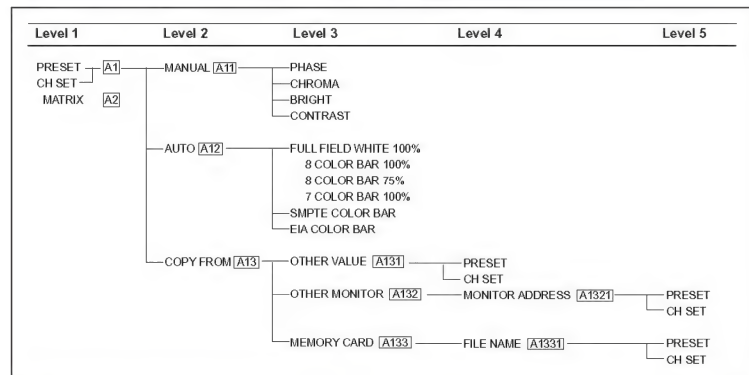 Level 1 Level 2 Level 3 Level 4 Level 5
PRESET A1 MANUAL A11 PHASE
CH SET CHROMA
MATRIX A2 BRIGHT
CONTRAST
AUTO A12 FULL FIELD WHITE 100%
8 COLOR BAR 100%
8 COLOR BAR 75%
7 COLOR BAR 100%
SMPTE COLOR BAR
EIA COLOR BAR
COPY FROM A13 OTHER VALUE A131 PRESET
CH SET
OTHER MONITOR A132 MONITOR ADDRESS A1321 PRESET
CH SET
MEMORY CARD A133 FILE NAME A1331 PRESET
CH SET